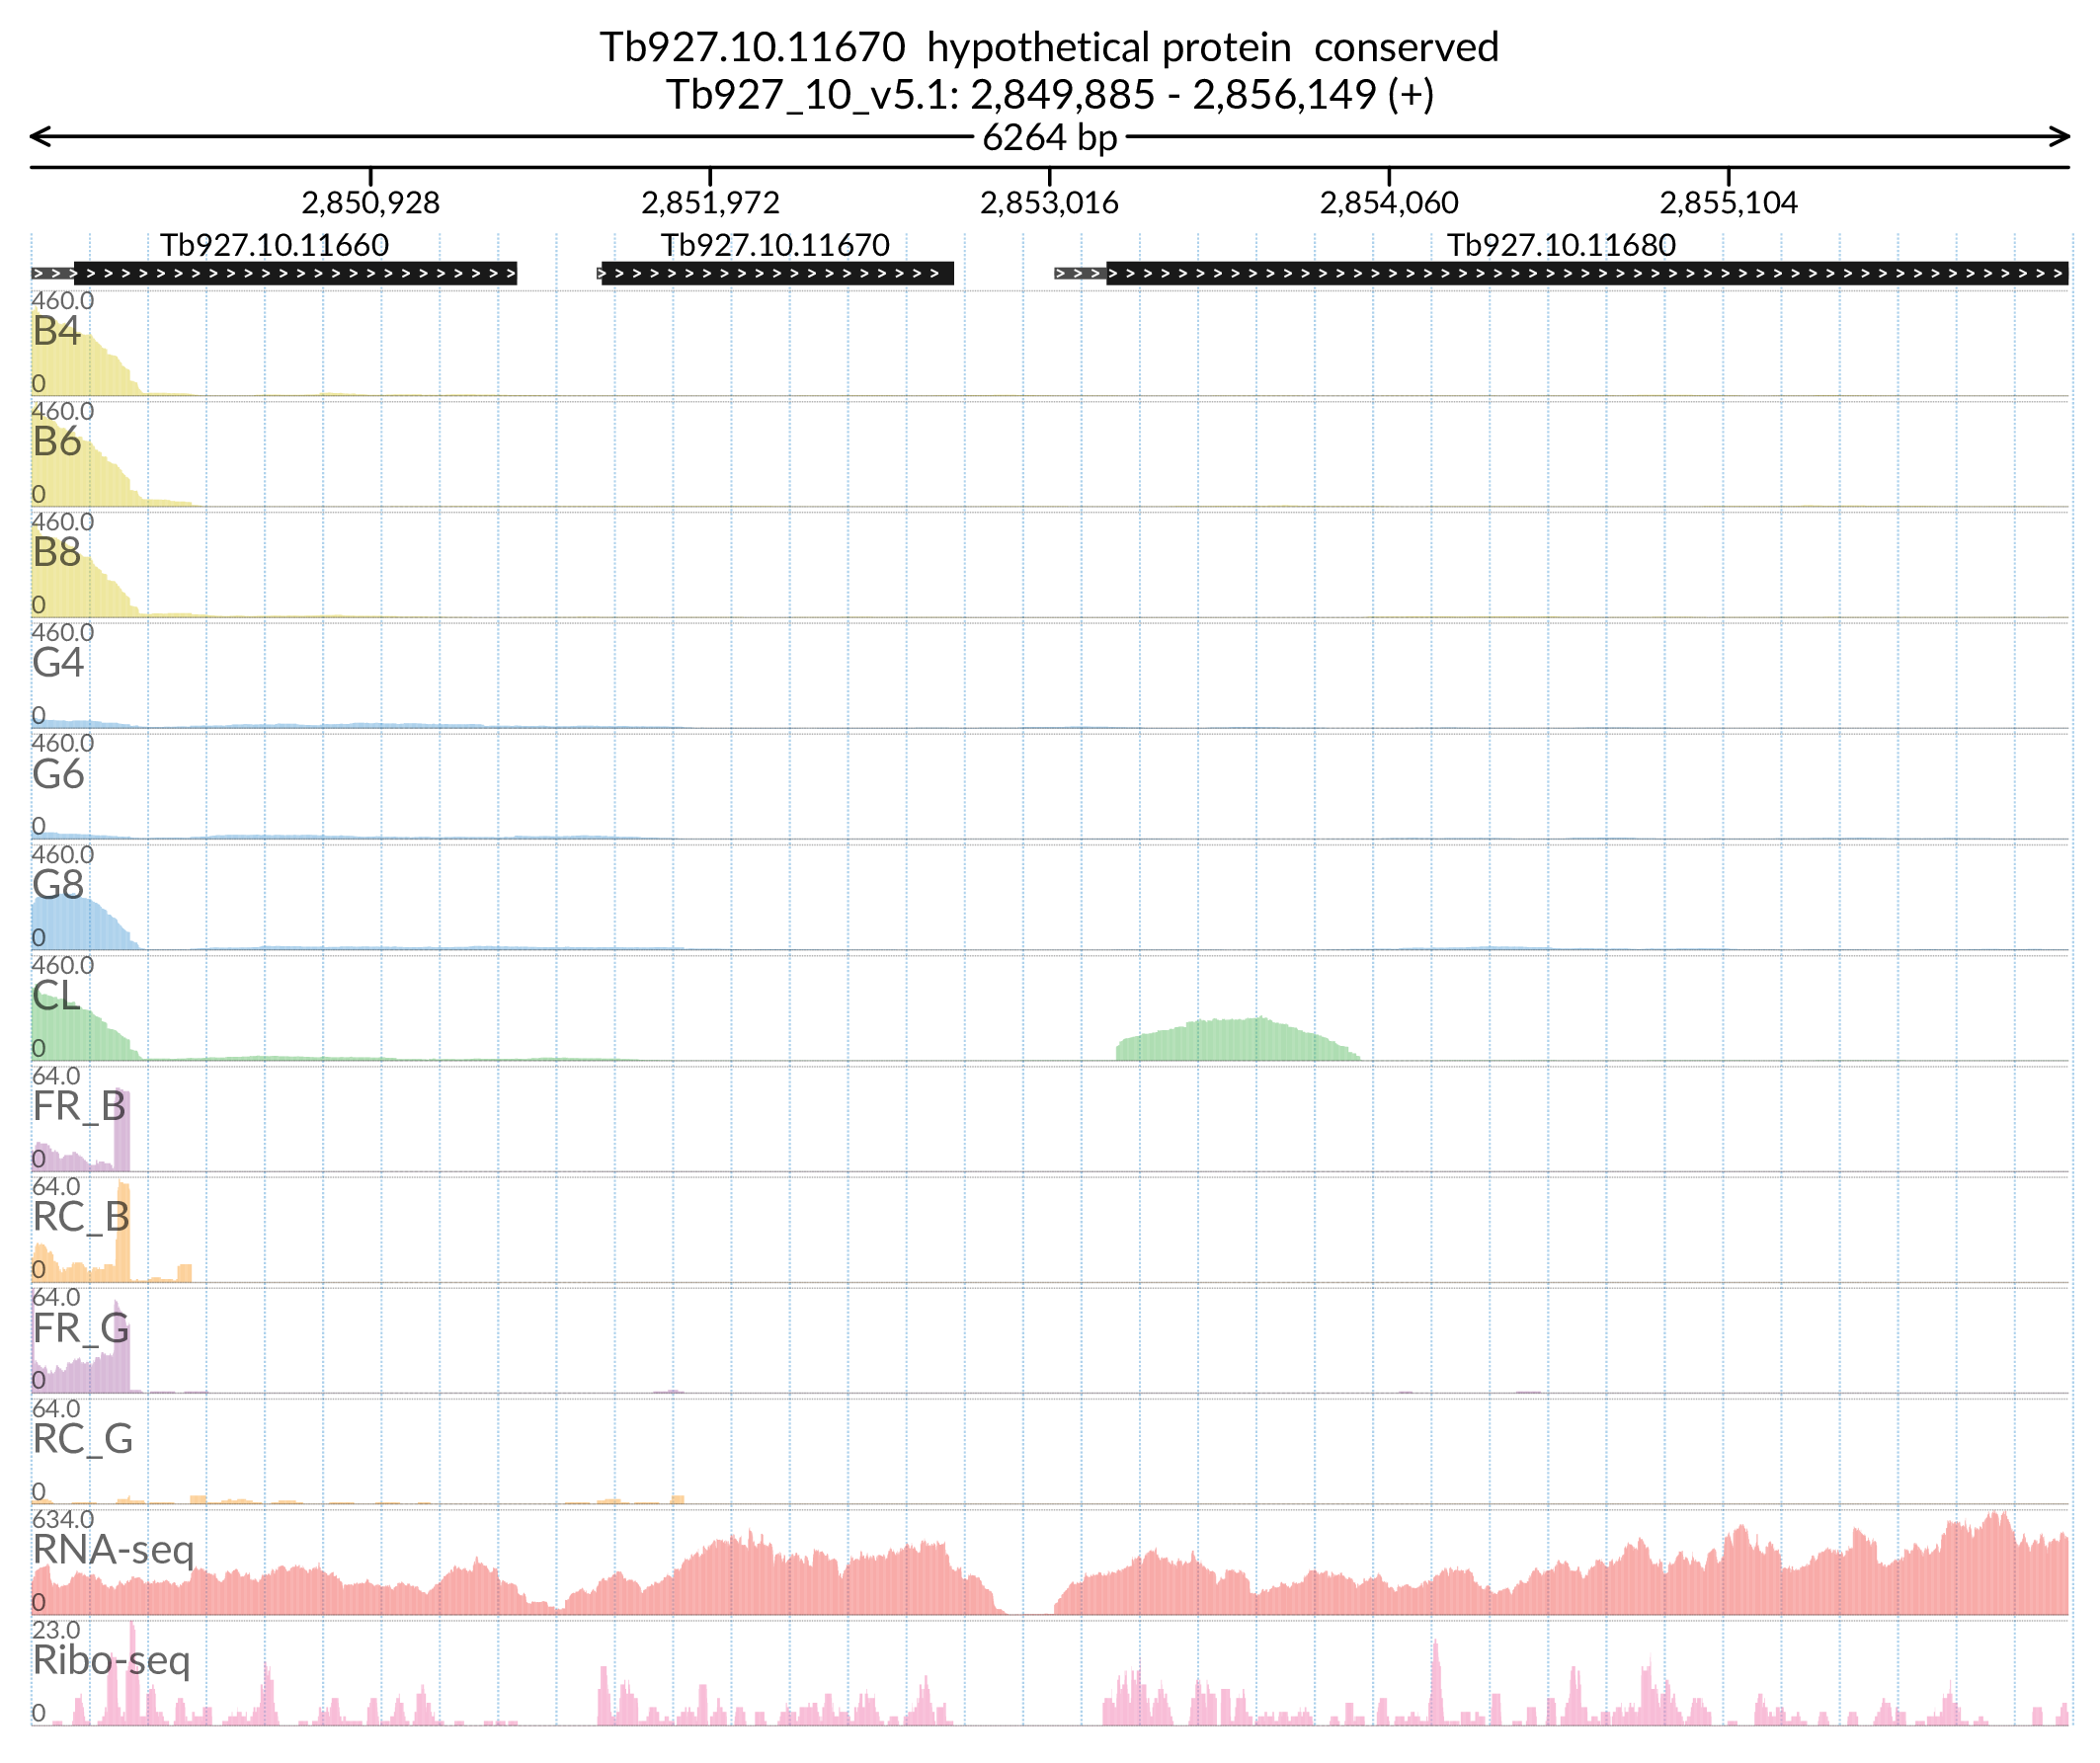 Tb927.10.11670  hypothetical protein  conserved
Tb927_10_v5.1: 2,849,885 - 2,856,149 (+)
6264 bp
2,850,928 2,851,972 2,853,016 2,854,060 2,855,104
Tb927.10.11660 Tb927.10.11670 Tb927.10.11680
460.0
B4
0
460.0
B6
0
460.0
B8
0
460.0
G4
0
460.0
G6
0
460.0
G8
0
460.0
CL
0
64.0
FR_B
0
64.0
RC_B
0
64.0
FR_G
0
64.0
RC_G
0
634.0
RNA-seq
0
23.0
Ribo-seq
0